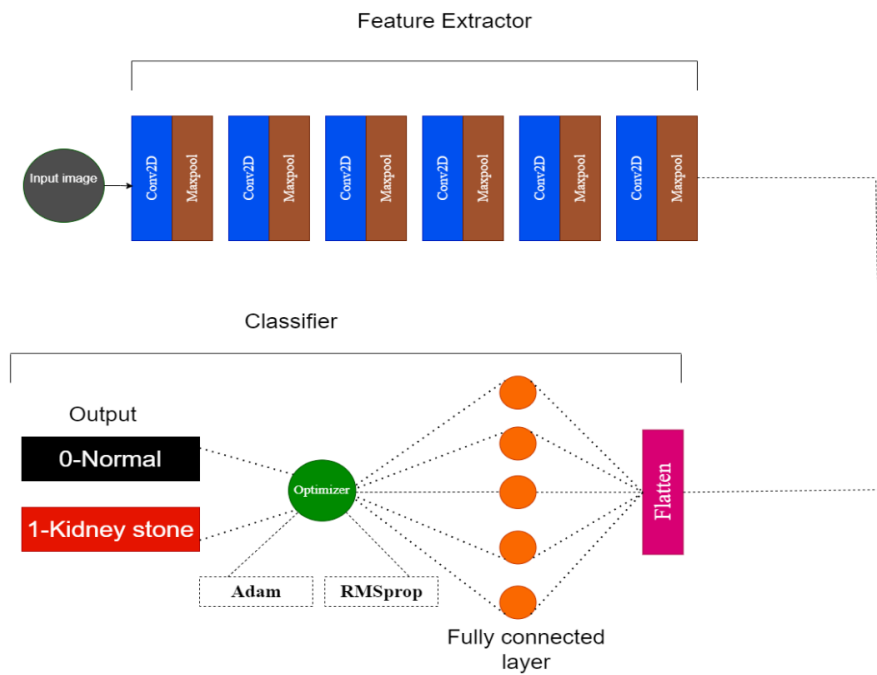 Feature Extractor
Input image
Conv2D
Maxpool
Conv2D
Maxpool
Conv2D
Maxpool
Conv2D
Maxpool
Conv2D
Maxpool
Conv2D
Maxpool
Classifier
Output
0-Normal
1-Kidney stone
Optimizer
Adam
RMSprop
Fully connected
layer
Flatten